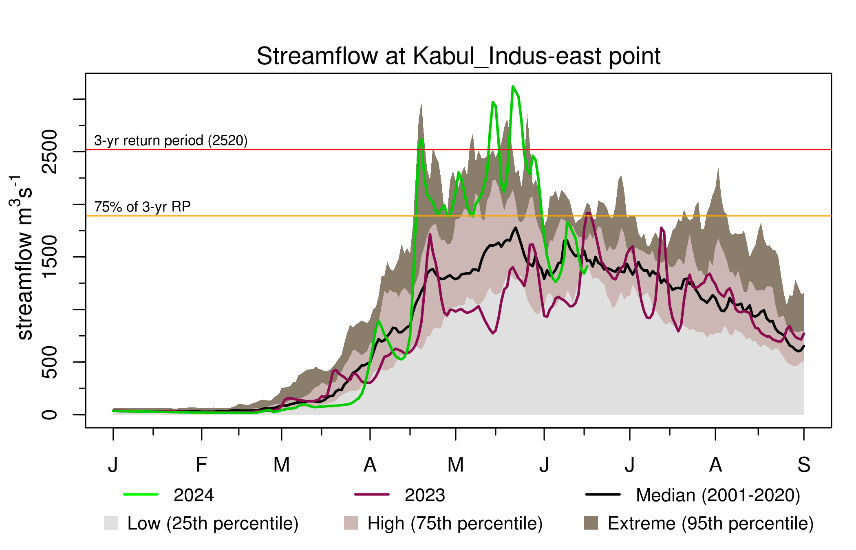 Streamflow at Kabul_Indus-east point
streamflow m³s⁻¹
2500
1500
500
0
3-yr return period (2520)
75% of 3-yr RP
J F M A M J J A S
2024 2023 Median (2001-2020)
Low (25th percentile) High (75th percentile) Extreme (95th percentile)